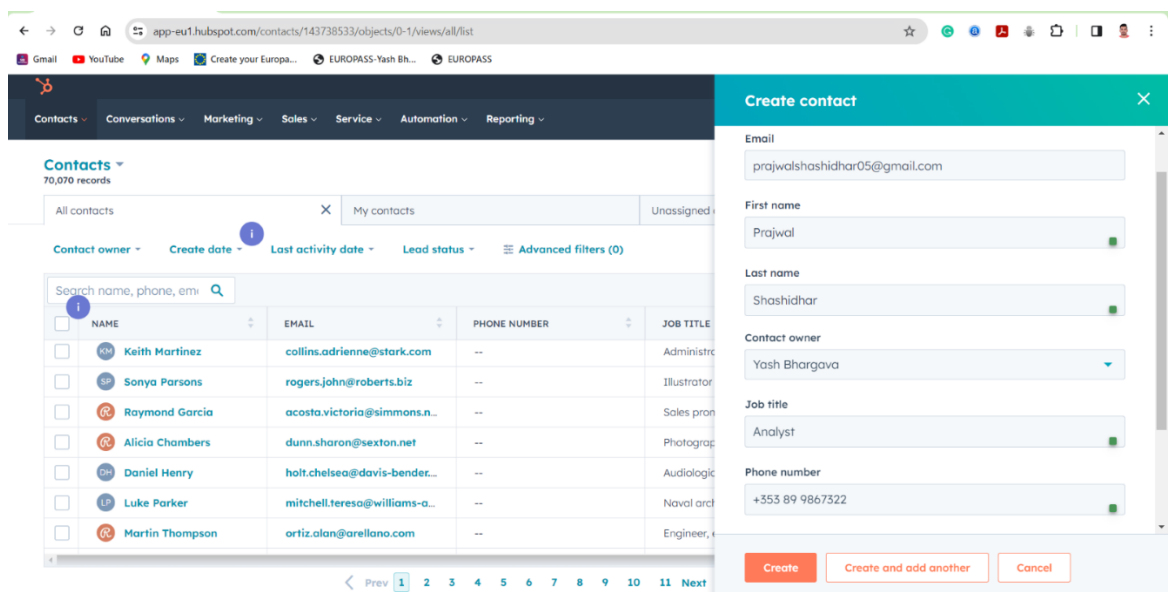 app-eu1.hubspot.com/contacts/143738533/objects/0-1/views/all/list
Gmail YouTube Maps Create your Europa... EUROPASS-Yash Bh... EUROPASS
Contacts Conversations Marketing Sales Service Automation Reporting
Contacts
70,070 records
All contacts My contacts Unassigned
Contact owner Create date i Last activity date Lead status Advanced filters (0)
Search name, phone, em
i
NAME EMAIL PHONE NUMBER JOB TITLE
KM Keith Martinez collins.adrienne@stark.com -- Administr
SP Sonya Parsons rogers.john@roberts.biz -- Illustrator
Raymond Garcia acosta.victoria@simmons.n... -- Sales pron
Alicia Chambers dunn.sharon@sexton.net -- Photograp
DH Daniel Henry holt.chelsea@davis-bender.... -- Audiologic
LP Luke Parker mitchell.teresa@williams-a... -- Naval arch
Martin Thompson ortiz.alan@arellano.com -- Engineer,
Prev 1 2 3 4 5 6 7 8 9 10 11 Next
Create contact
Email
prajwalshashidhar05@gmail.com
First name
Prajwal
Last name
Shashidhar
Contact owner
Yash Bhargava
Job title
Analyst
Phone number
+353 89 9867322
Create Create and add another Cancel